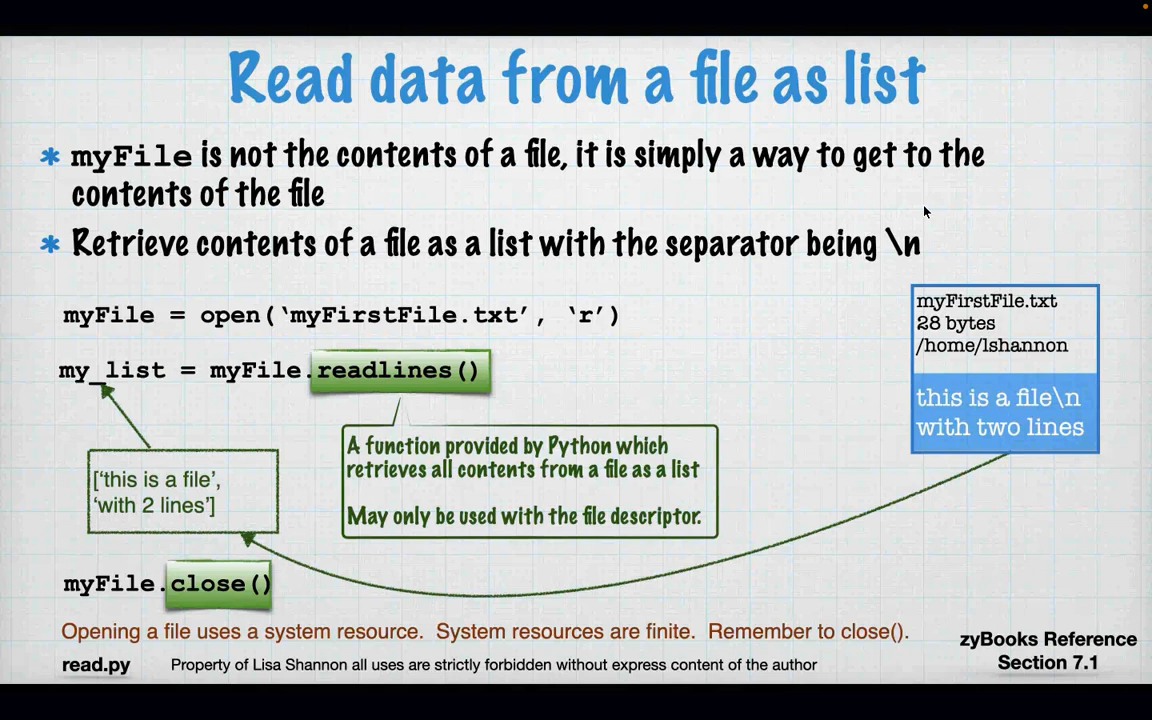 Read data from a file as list
* myFile is not the contents of a file, it is simply a way to get to the
contents of the file
* Retrieve contents of a file as a list with the separator being \n
myFile = open(‘myFirstFile.txt’, ‘r’)
my_list = myFile.readlines()
myFirstFile.txt
28 bytes
/home/lshannon
this is a file\n
with two lines
A function provided by Python which
retrieves all contents from a file as a list
May only be used with the file descriptor.
[‘this is a file’,
‘with 2 lines’]
myFile.close()
Opening a file uses a system resource.  System resources are finite.  Remember to close().
zyBooks Reference
Section 7.1
read.py
Property of Lisa Shannon all uses are strictly forbidden without express content of the author